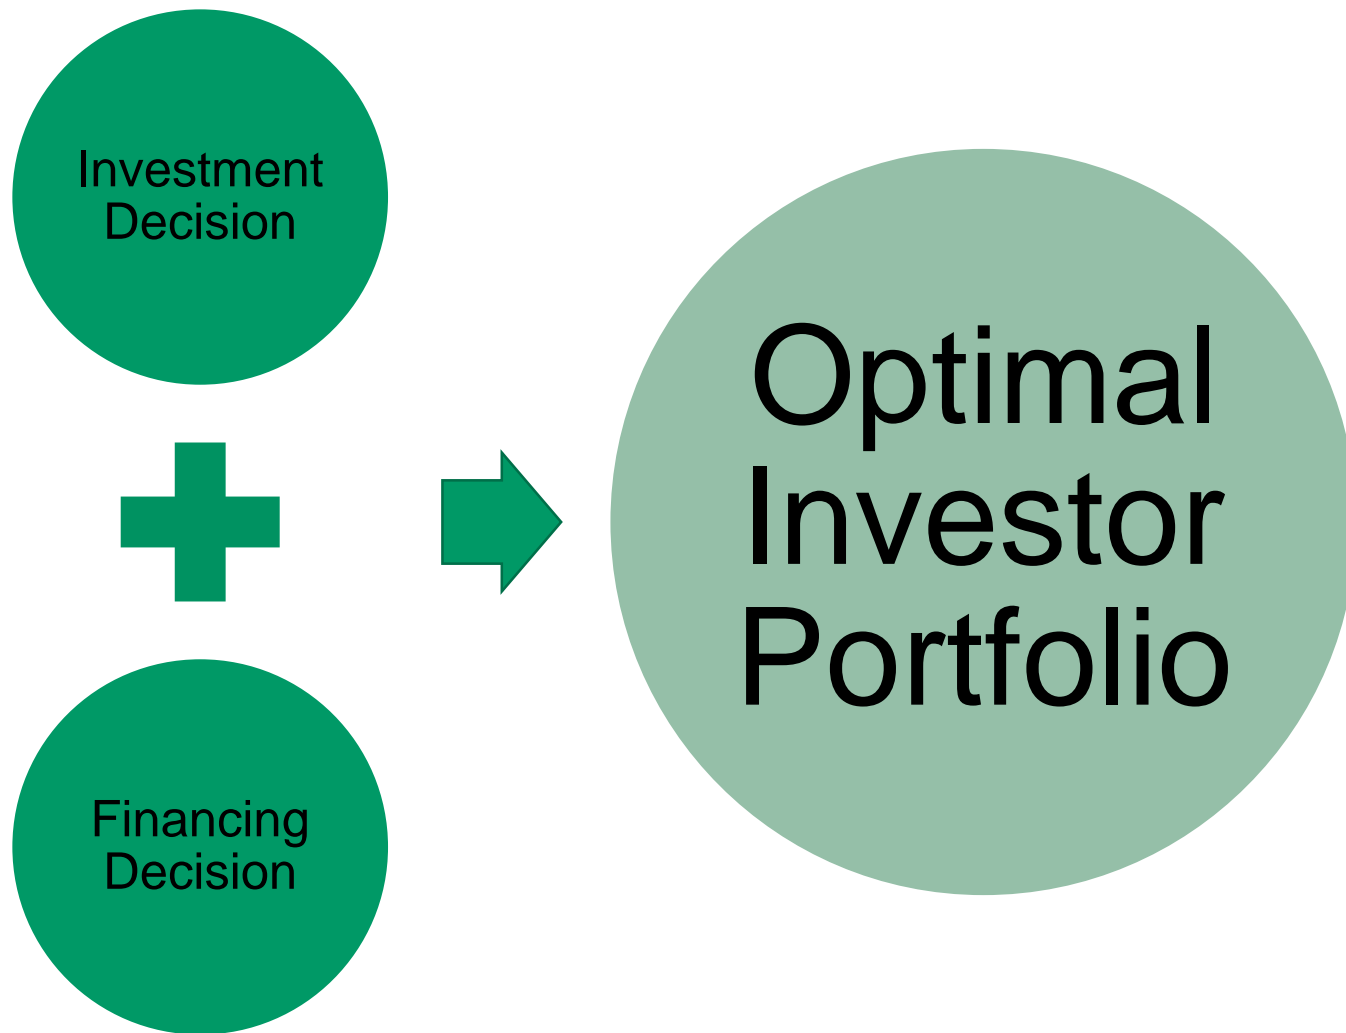 Investment
Decision
Financing
Decision
Optimal
Investor
Portfolio